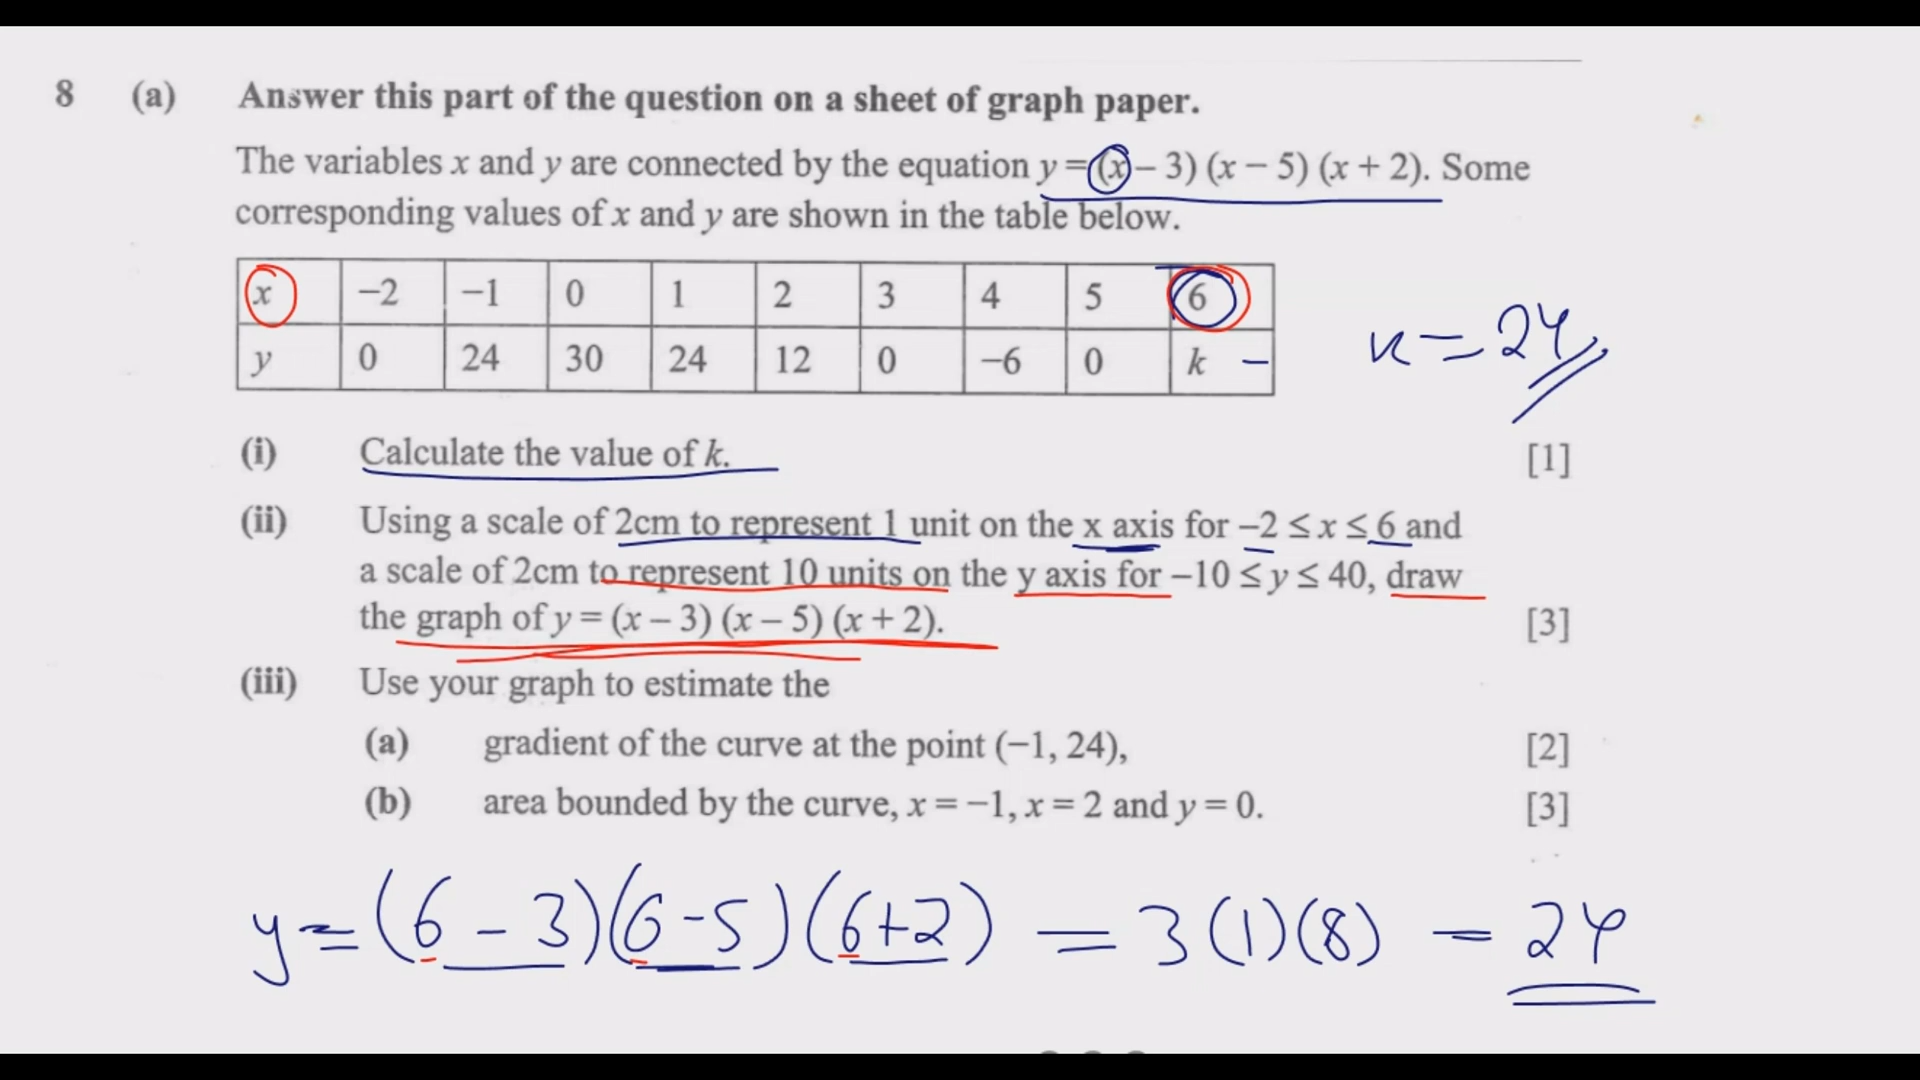 8 (a) Answer this part of the question on a sheet of graph paper.
The variables x and y are connected by the equation y = (x − 3) (x − 5) (x + 2). Some
corresponding values of x and y are shown in the table below.
x −2 −1 0 1 2 3 4 5 6
y 0 24 30 24 12 0 −6 0 k –
k = 24
(i) Calculate the value of k. [1]
(ii) Using a scale of 2cm to represent 1 unit on the x axis for −2 ≤ x ≤ 6 and
a scale of 2cm to represent 10 units on the y axis for −10 ≤ y ≤ 40, draw
the graph of y = (x − 3) (x − 5) (x + 2). [3]
(iii) Use your graph to estimate the
(a) gradient of the curve at the point (−1, 24), [2]
(b) area bounded by the curve, x = −1, x = 2 and y = 0. [3]
y = (6 - 3)(6 - 5)(6+2) = 3(1)(8) = 24